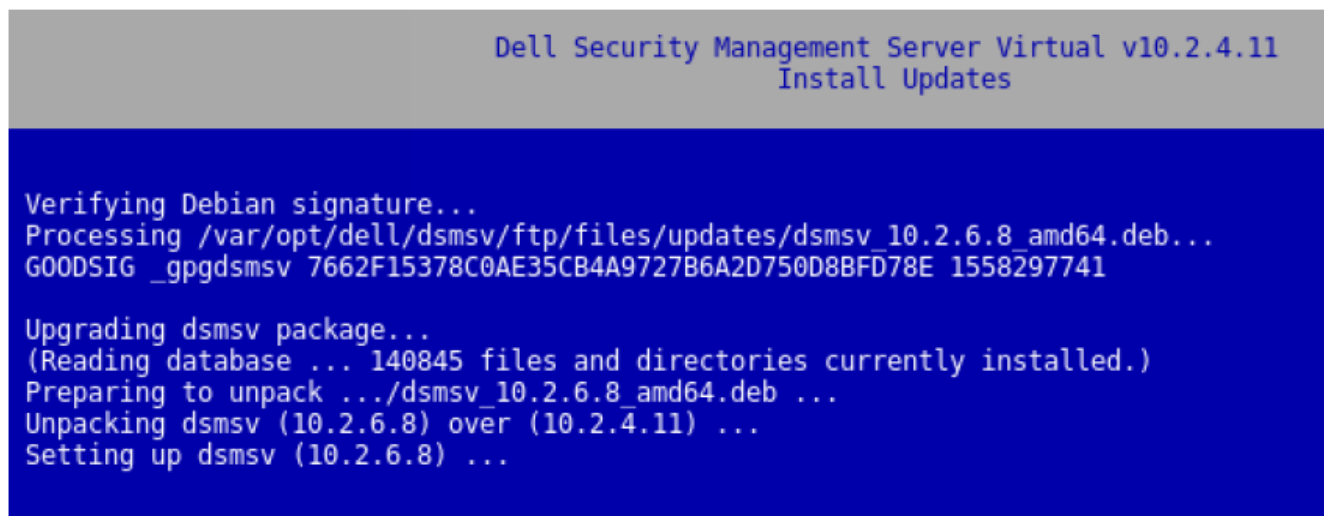 Dell Security Management Server Virtual v10.2.4.11
Install Updates
Verifying Debian signature...
Processing /var/opt/dell/dsmsv/ftp/files/updates/dsmsv_10.2.6.8_amd64.deb...
GOODSIG _gpgdsmsv 7662F15378C0AE35CB4A9727B6A2D750D8BFD78E 1558297741
Upgrading dsmsv package...
(Reading database ... 140845 files and directories currently installed.)
Preparing to unpack .../dsmsv_10.2.6.8_amd64.deb ...
Unpacking dsmsv (10.2.6.8) over (10.2.4.11) ...
Setting up dsmsv (10.2.6.8) ...